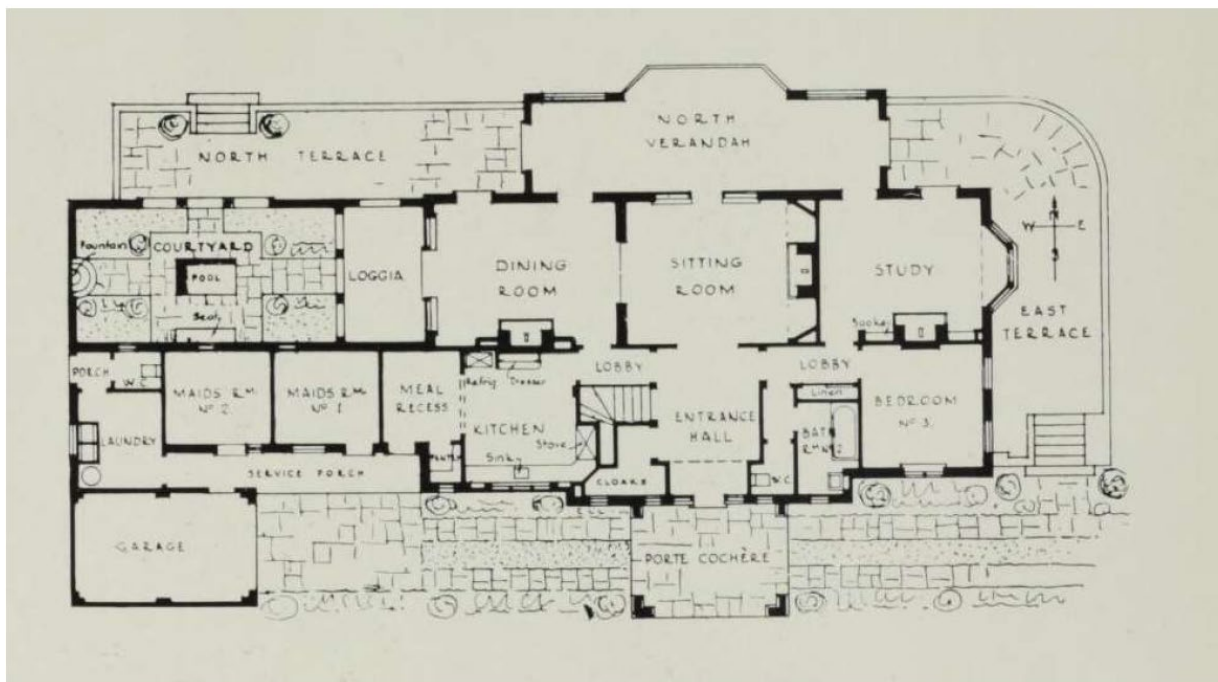 NORTH
VERANDAH
NORTH TERRACE
N
W E
S
Fountain
COURTYARD
POOL
Seat
LOGGIA
DINING
ROOM
SITTING
ROOM
STUDY
Books
EAST
TERRACE
PORCH
W.C.
MAIDS RM.
Nº 2.
MAIDS RM.
Nº 1
MEAL
RECESS
Refrig
Dresser
LOBBY
LOBBY
Linen
BEDROOM
Nº 3.
LAUNDRY
KITCHEN
Store
Sink
ENTRANCE
HALL
BATH
RM Nº 2
SERVICE PORCH
CLOAKS
W.C.
GARAGE
PORTE COCHÈRE